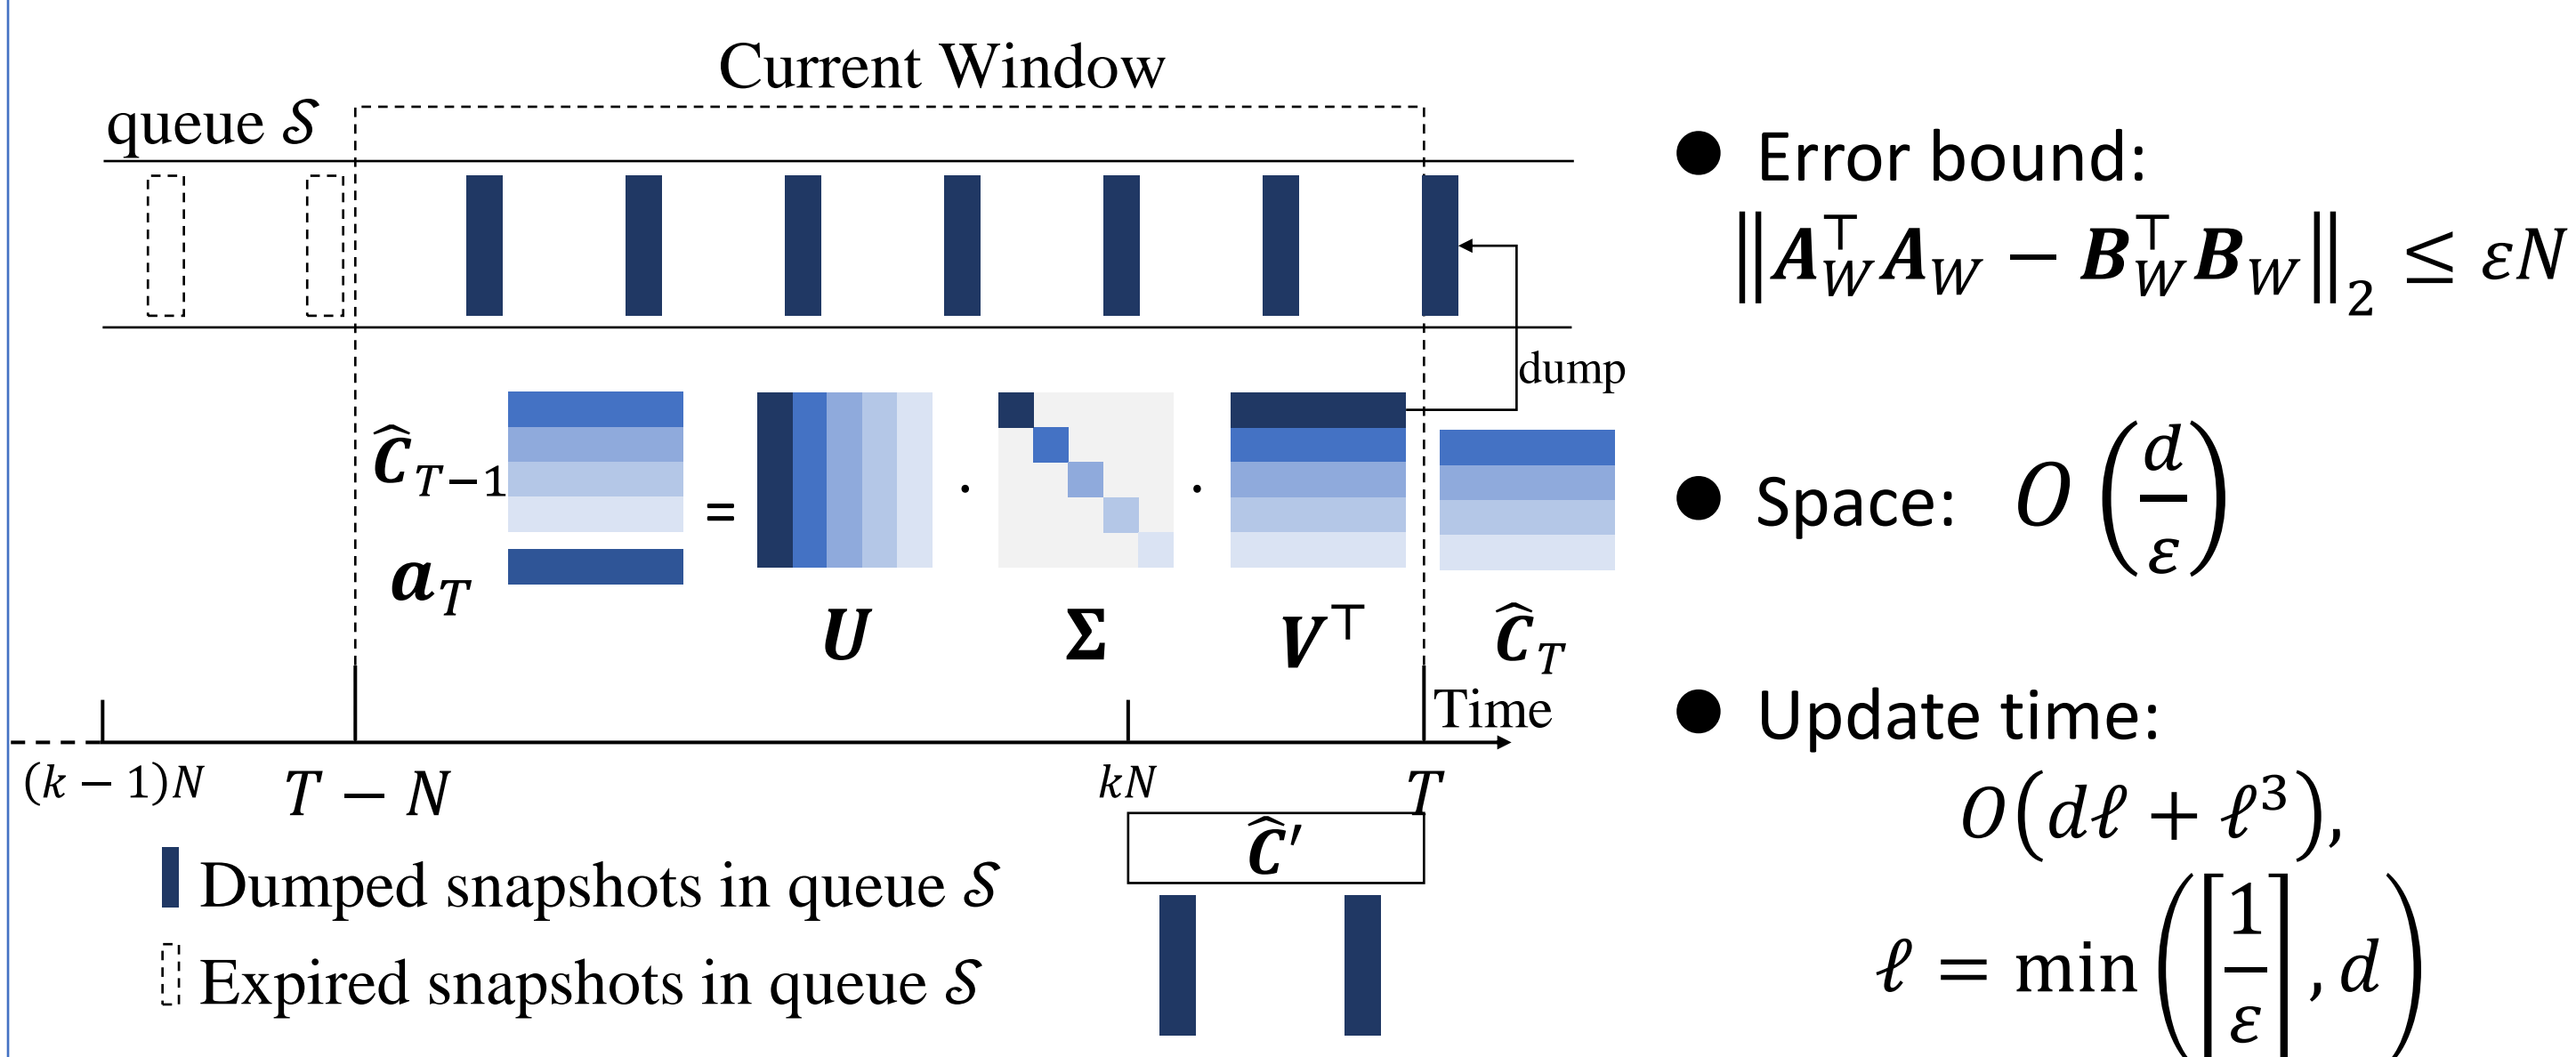 Current Window
queue 𝒮
dump
Ĉ_{T−1}
a_T
=
·
·
U
Σ
V^⊤
Ĉ_T
Time
(k − 1)N
T − N
kN
T
Ĉ′
Dumped snapshots in queue 𝒮
Expired snapshots in queue 𝒮
● Error bound:
‖A_W^⊤ A_W − B_W^⊤ B_W‖_2 ≤ εN
● Space: O(d/ε)
● Update time:
O(dℓ + ℓ³),
ℓ = min(⌈1/ε⌉, d)